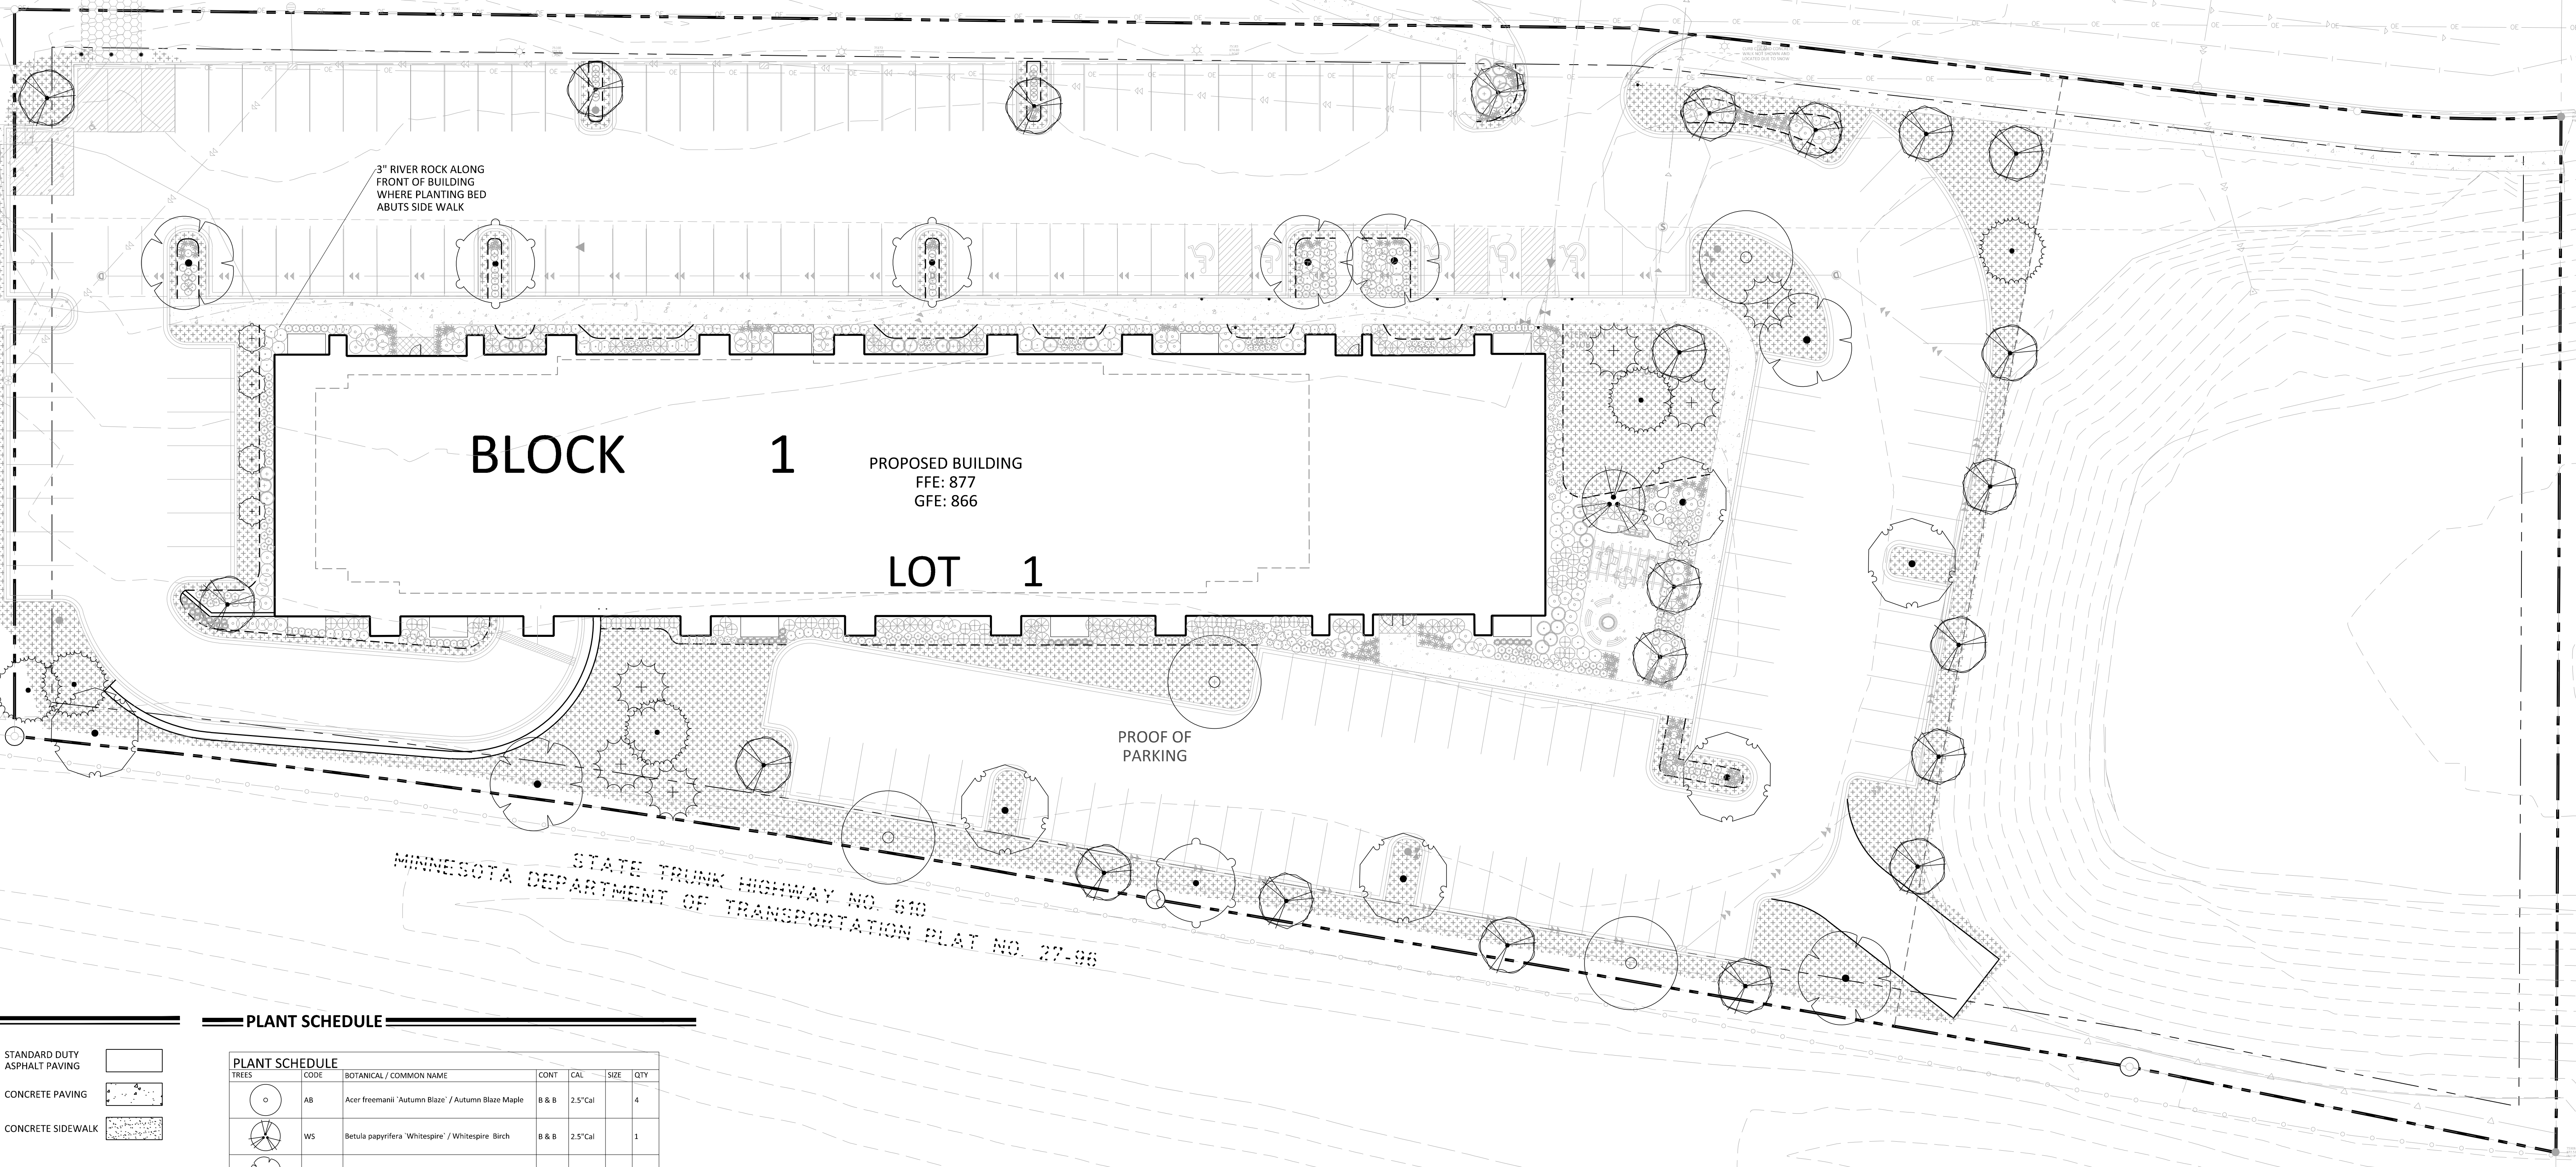 3" RIVER ROCK ALONG
FRONT OF BUILDING
WHERE PLANTING BED
ABUTS SIDE WALK
BLOCK 1
PROPOSED BUILDING
FFE: 877
GFE: 866
LOT 1
PROOF OF
PARKING
STATE TRUNK HIGHWAY NO. 610
MINNESOTA DEPARTMENT OF TRANSPORTATION PLAT NO. 27-96
PLANT SCHEDULE
STANDARD DUTY
ASPHALT PAVING
CONCRETE PAVING
CONCRETE SIDEWALK
PLANT SCHEDULE
TREES CODE BOTANICAL / COMMON NAME CONT CAL SIZE QTY
AB Acer freemanii `Autumn Blaze` / Autumn Blaze Maple B & B 2.5"Cal 4
WS Betula papyrifera `Whitespire` / Whitespire Birch B & B 2.5"Cal 1